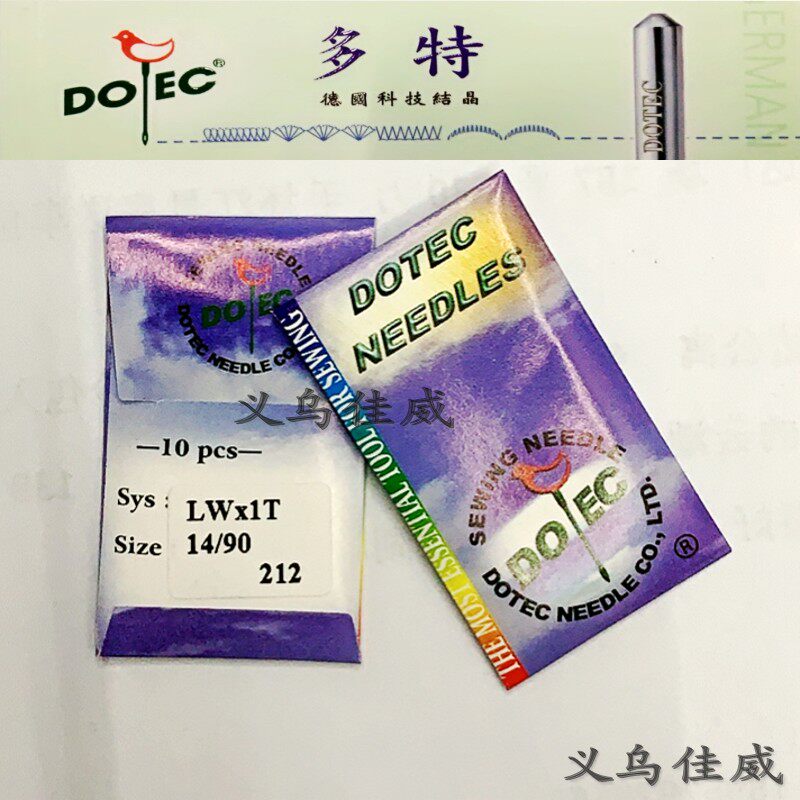 DOTEC®
多特
德國科技結晶
DOTEC
GERMAN
SEWING NEEDLE
DOTEC
DOTEC NEEDLE CO
—10 pcs—
Sys :
LWx1T
Size
14/90
212
DOTEC
NEEDLES
THE MOST ESSENTIAL TOOL FOR SEWING
SEWING NEEDLE
DOTEC
DOTEC NEEDLE CO., LTD.
®
义乌佳威
义乌佳威